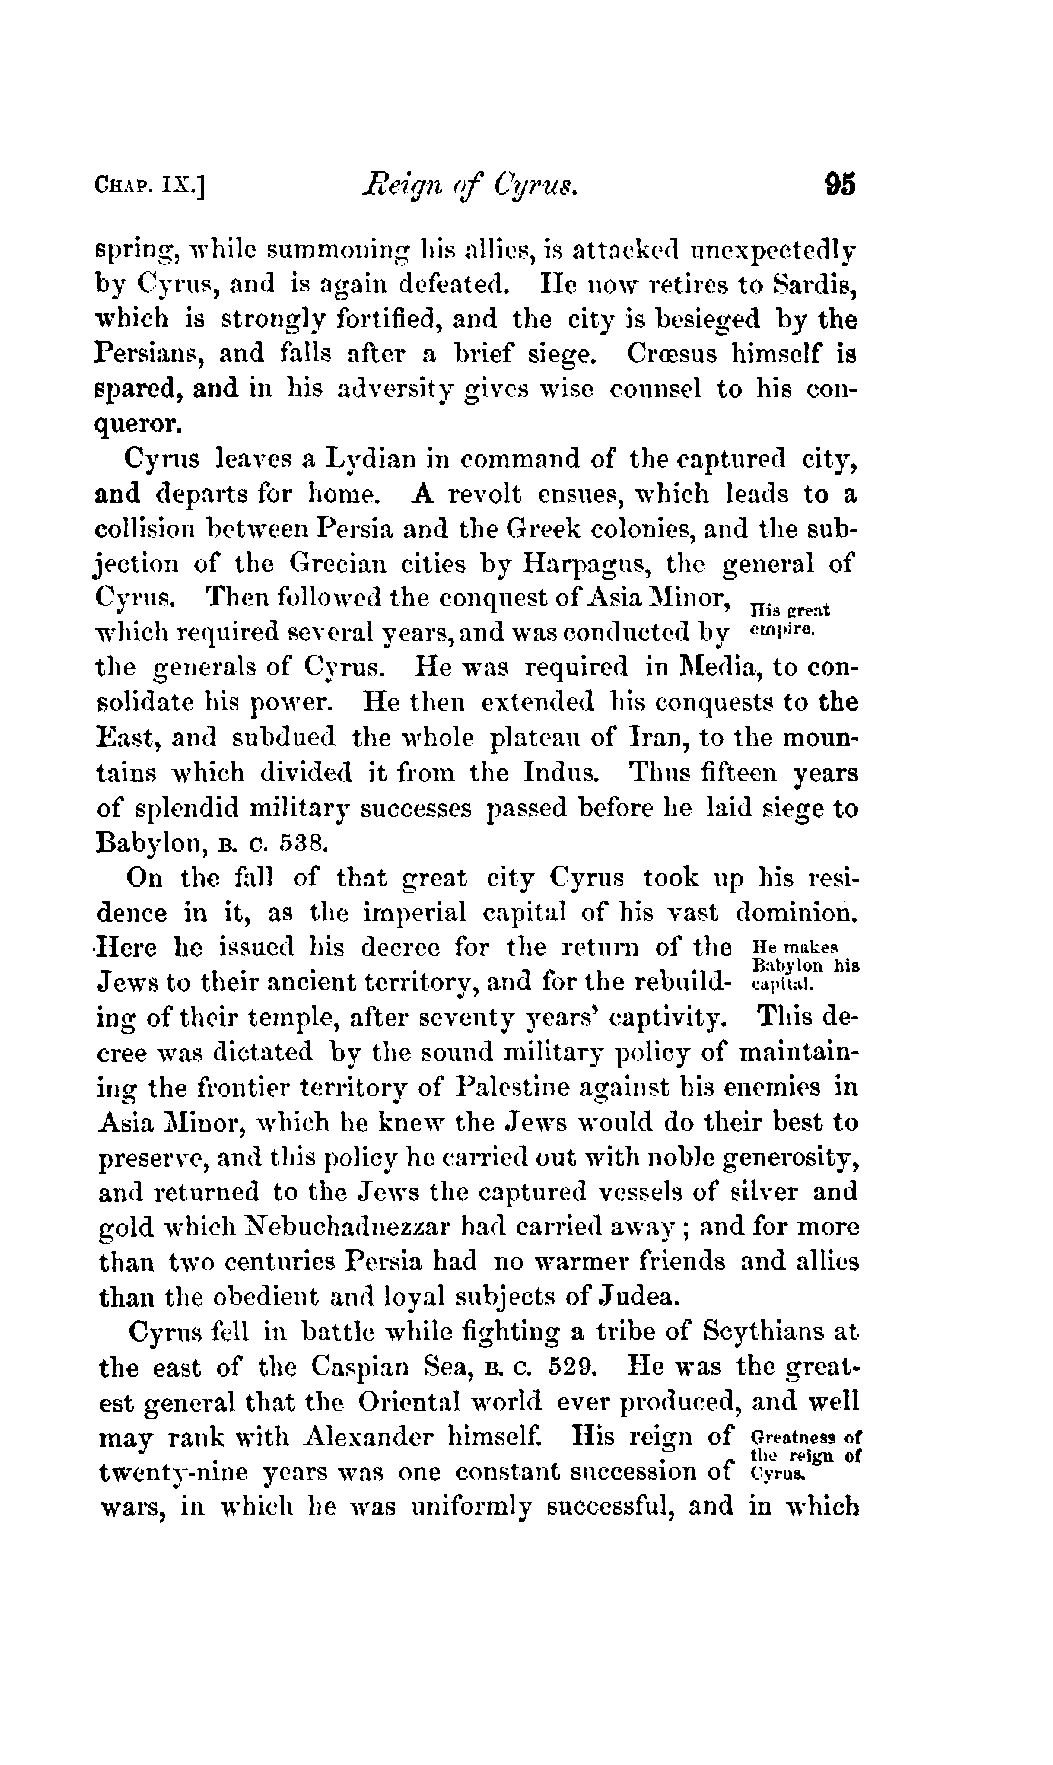 CHAP. IX.] Reign of Cyrus. 95
spring, while summoning his allies, is attacked unexpectedly
by Cyrus, and is again defeated. He now retires to Sardis,
which is strongly fortified, and the city is besieged by the
Persians, and falls after a brief siege. Crœsus himself is
spared, and in his adversity gives wise counsel to his con-
queror.
Cyrus leaves a Lydian in command of the captured city,
and departs for home. A revolt ensues, which leads to a
collision between Persia and the Greek colonies, and the sub-
jection of the Grecian cities by Harpagus, the general of
Cyrus. Then followed the conquest of Asia Minor,
which required several years, and was conducted by
His great
empire.
the generals of Cyrus. He was required in Media, to con-
solidate his power. He then extended his conquests to the
East, and subdued the whole plateau of Iran, to the moun-
tains which divided it from the Indus. Thus fifteen years
of splendid military successes passed before he laid siege to
Babylon, B. C. 538.
On the fall of that great city Cyrus took up his resi-
dence in it, as the imperial capital of his vast dominion.
Here he issued his decree for the return of the
Jews to their ancient territory, and for the rebuild-
He makes
Babylon his
capital.
ing of their temple, after seventy years' captivity. This de-
cree was dictated by the sound military policy of maintain-
ing the frontier territory of Palestine against his enemies in
Asia Minor, which he knew the Jews would do their best to
preserve, and this policy he carried out with noble generosity,
and returned to the Jews the captured vessels of silver and
gold which Nebuchadnezzar had carried away; and for more
than two centuries Persia had no warmer friends and allies
than the obedient and loyal subjects of Judea.
Cyrus fell in battle while fighting a tribe of Scythians at
the east of the Caspian Sea, B. C. 529. He was the great-
est general that the Oriental world ever produced, and well
may rank with Alexander himself. His reign of
twenty-nine years was one constant succession of
Greatness of
the reign of
Cyrus.
wars, in which he was uniformly successful, and in which